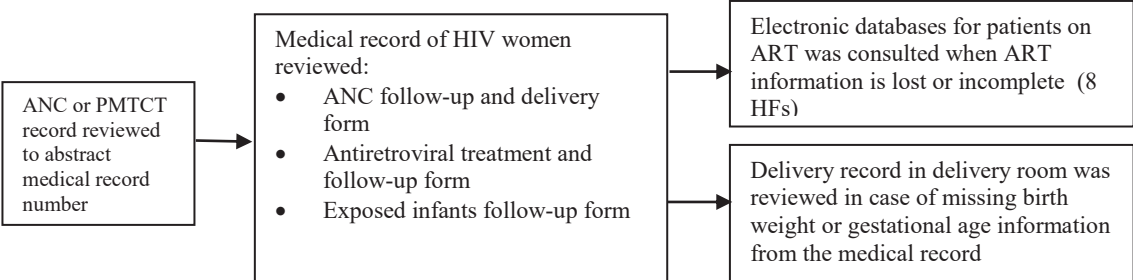 ANC or PMTCT
record reviewed
to abstract
medical record
number
Medical record of HIV women
reviewed:
• ANC follow-up and delivery
form
• Antiretroviral treatment and
follow-up form
• Exposed infants follow-up form
Electronic databases for patients on
ART was consulted when ART
information is lost or incomplete (8
HFs)
Delivery record in delivery room was
reviewed in case of missing birth
weight or gestational age information
from the medical record